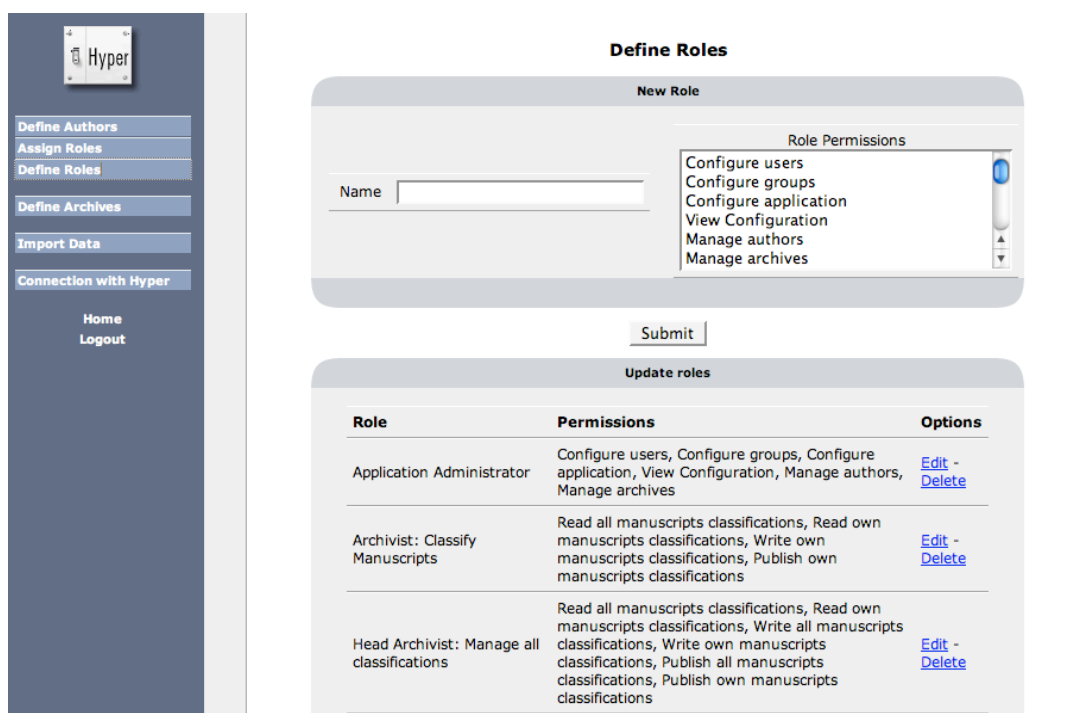 Hyper
Define Authors
Assign Roles
Define Roles
Define Archives
Import Data
Connection with Hyper
Home
Logout
Define Roles
New Role
Name
Role Permissions
Configure users
Configure groups
Configure application
View Configuration
Manage authors
Manage archives
Submit
Update roles
Role Permissions Options
Application Administrator
Configure users, Configure groups, Configure
application, View Configuration, Manage authors,
Manage archives
Edit -
Delete
Archivist: Classify
Manuscripts
Read all manuscripts classifications, Read own
manuscripts classifications, Write own
manuscripts classifications, Publish own
manuscripts classifications
Edit -
Delete
Head Archivist: Manage all
classifications
Read all manuscripts classifications, Read own
manuscripts classifications, Write all manuscripts
classifications, Write own manuscripts
classifications, Publish all manuscripts
classifications, Publish own manuscripts
classifications
Edit -
Delete